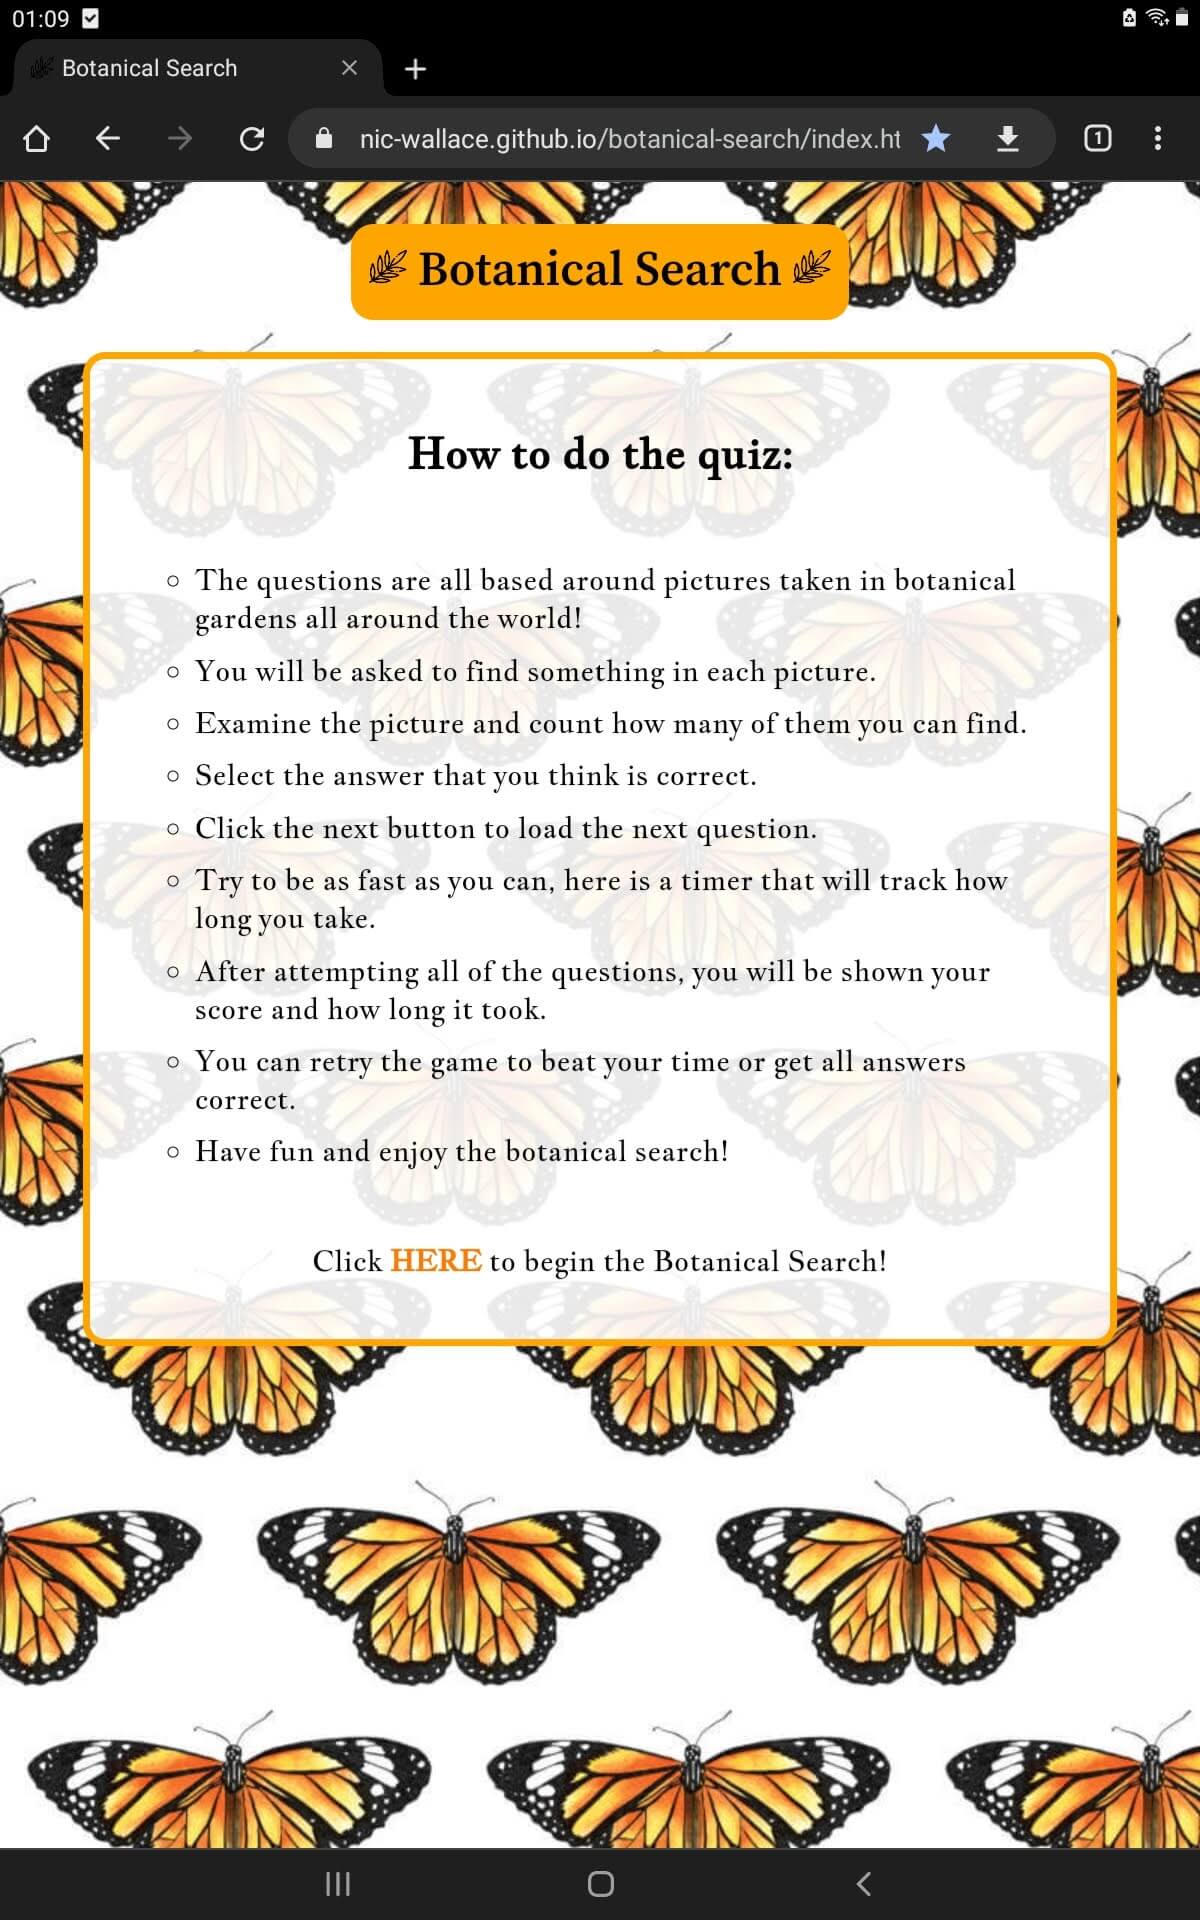 01:09
Botanical Search
nic-wallace.github.io/botanical-search/index.ht
1
Botanical Search
How to do the quiz:
The questions are all based around pictures taken in botanical
gardens all around the world!
You will be asked to find something in each picture.
Examine the picture and count how many of them you can find.
Select the answer that you think is correct.
Click the next button to load the next question.
Try to be as fast as you can, here is a timer that will track how
long you take.
After attempting all of the questions, you will be shown your
score and how long it took.
You can retry the game to beat your time or get all answers
correct.
Have fun and enjoy the botanical search!
Click HERE to begin the Botanical Search!